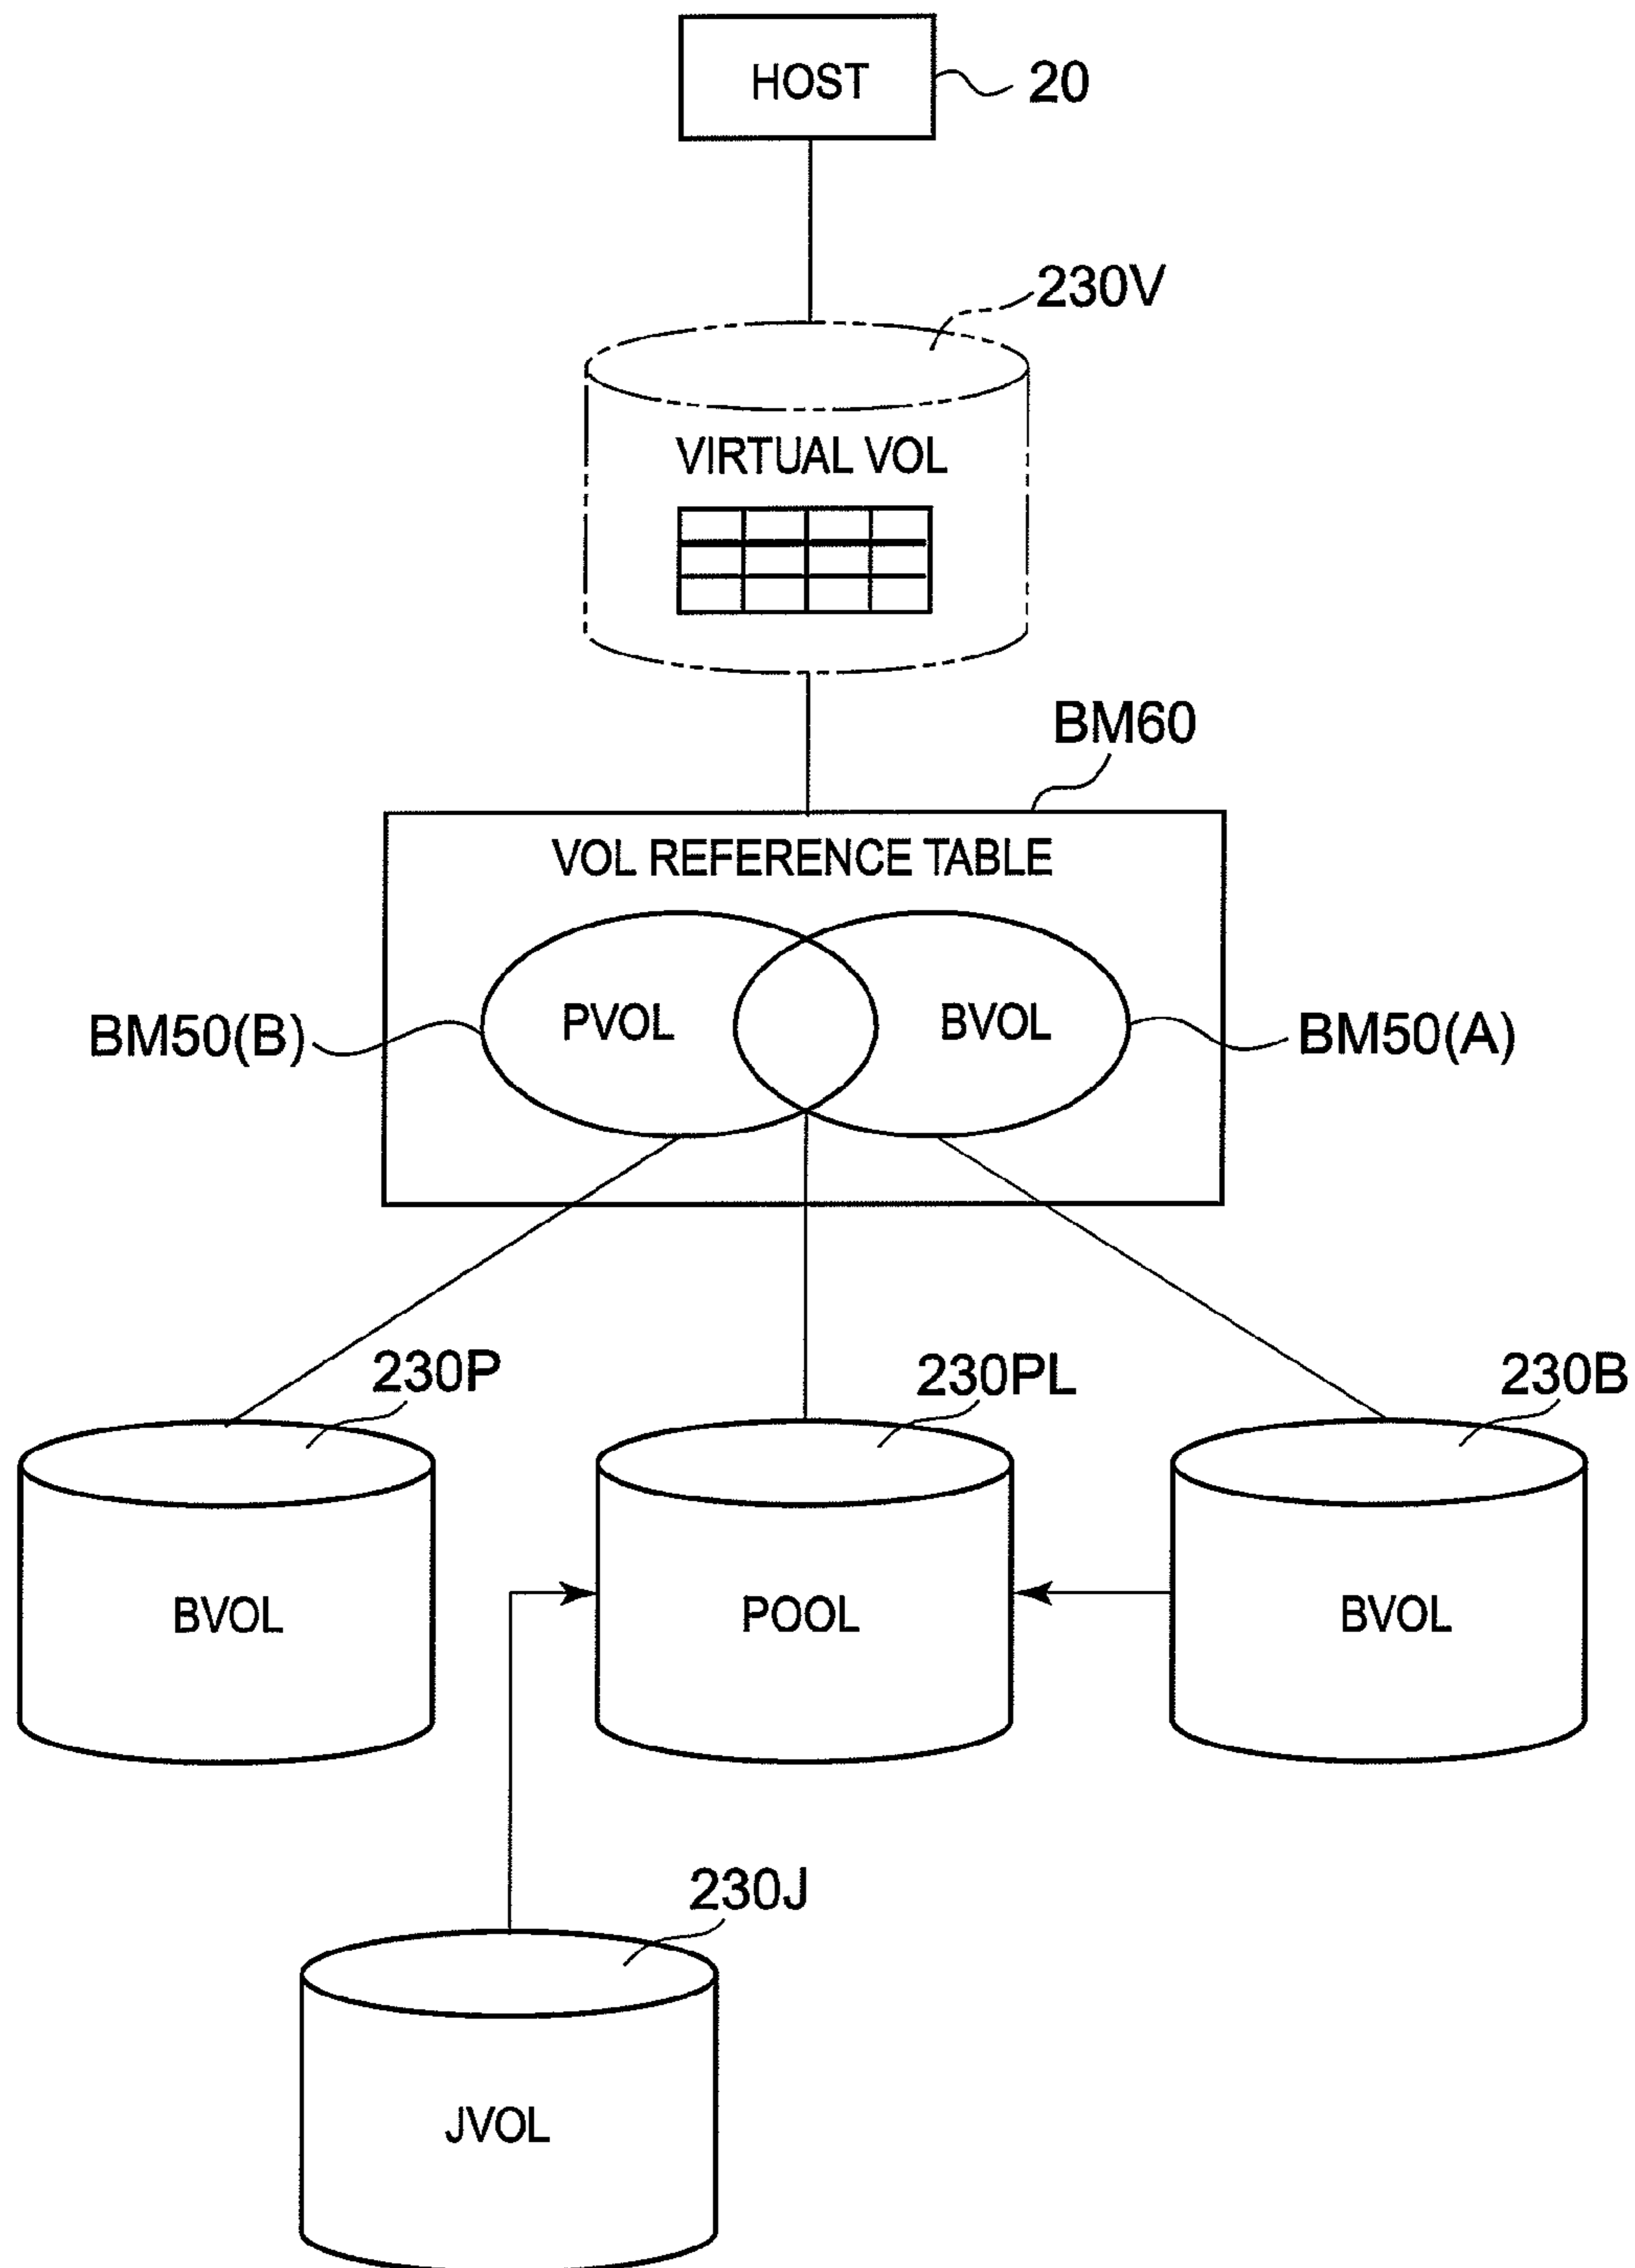 HOST
20
230V
VIRTUAL VOL
BM60
VOL REFERENCE TABLE
BM50(B)
PVOL
BVOL
BM50(A)
230P
230PL
230B
BVOL
POOL
BVOL
230J
JVOL